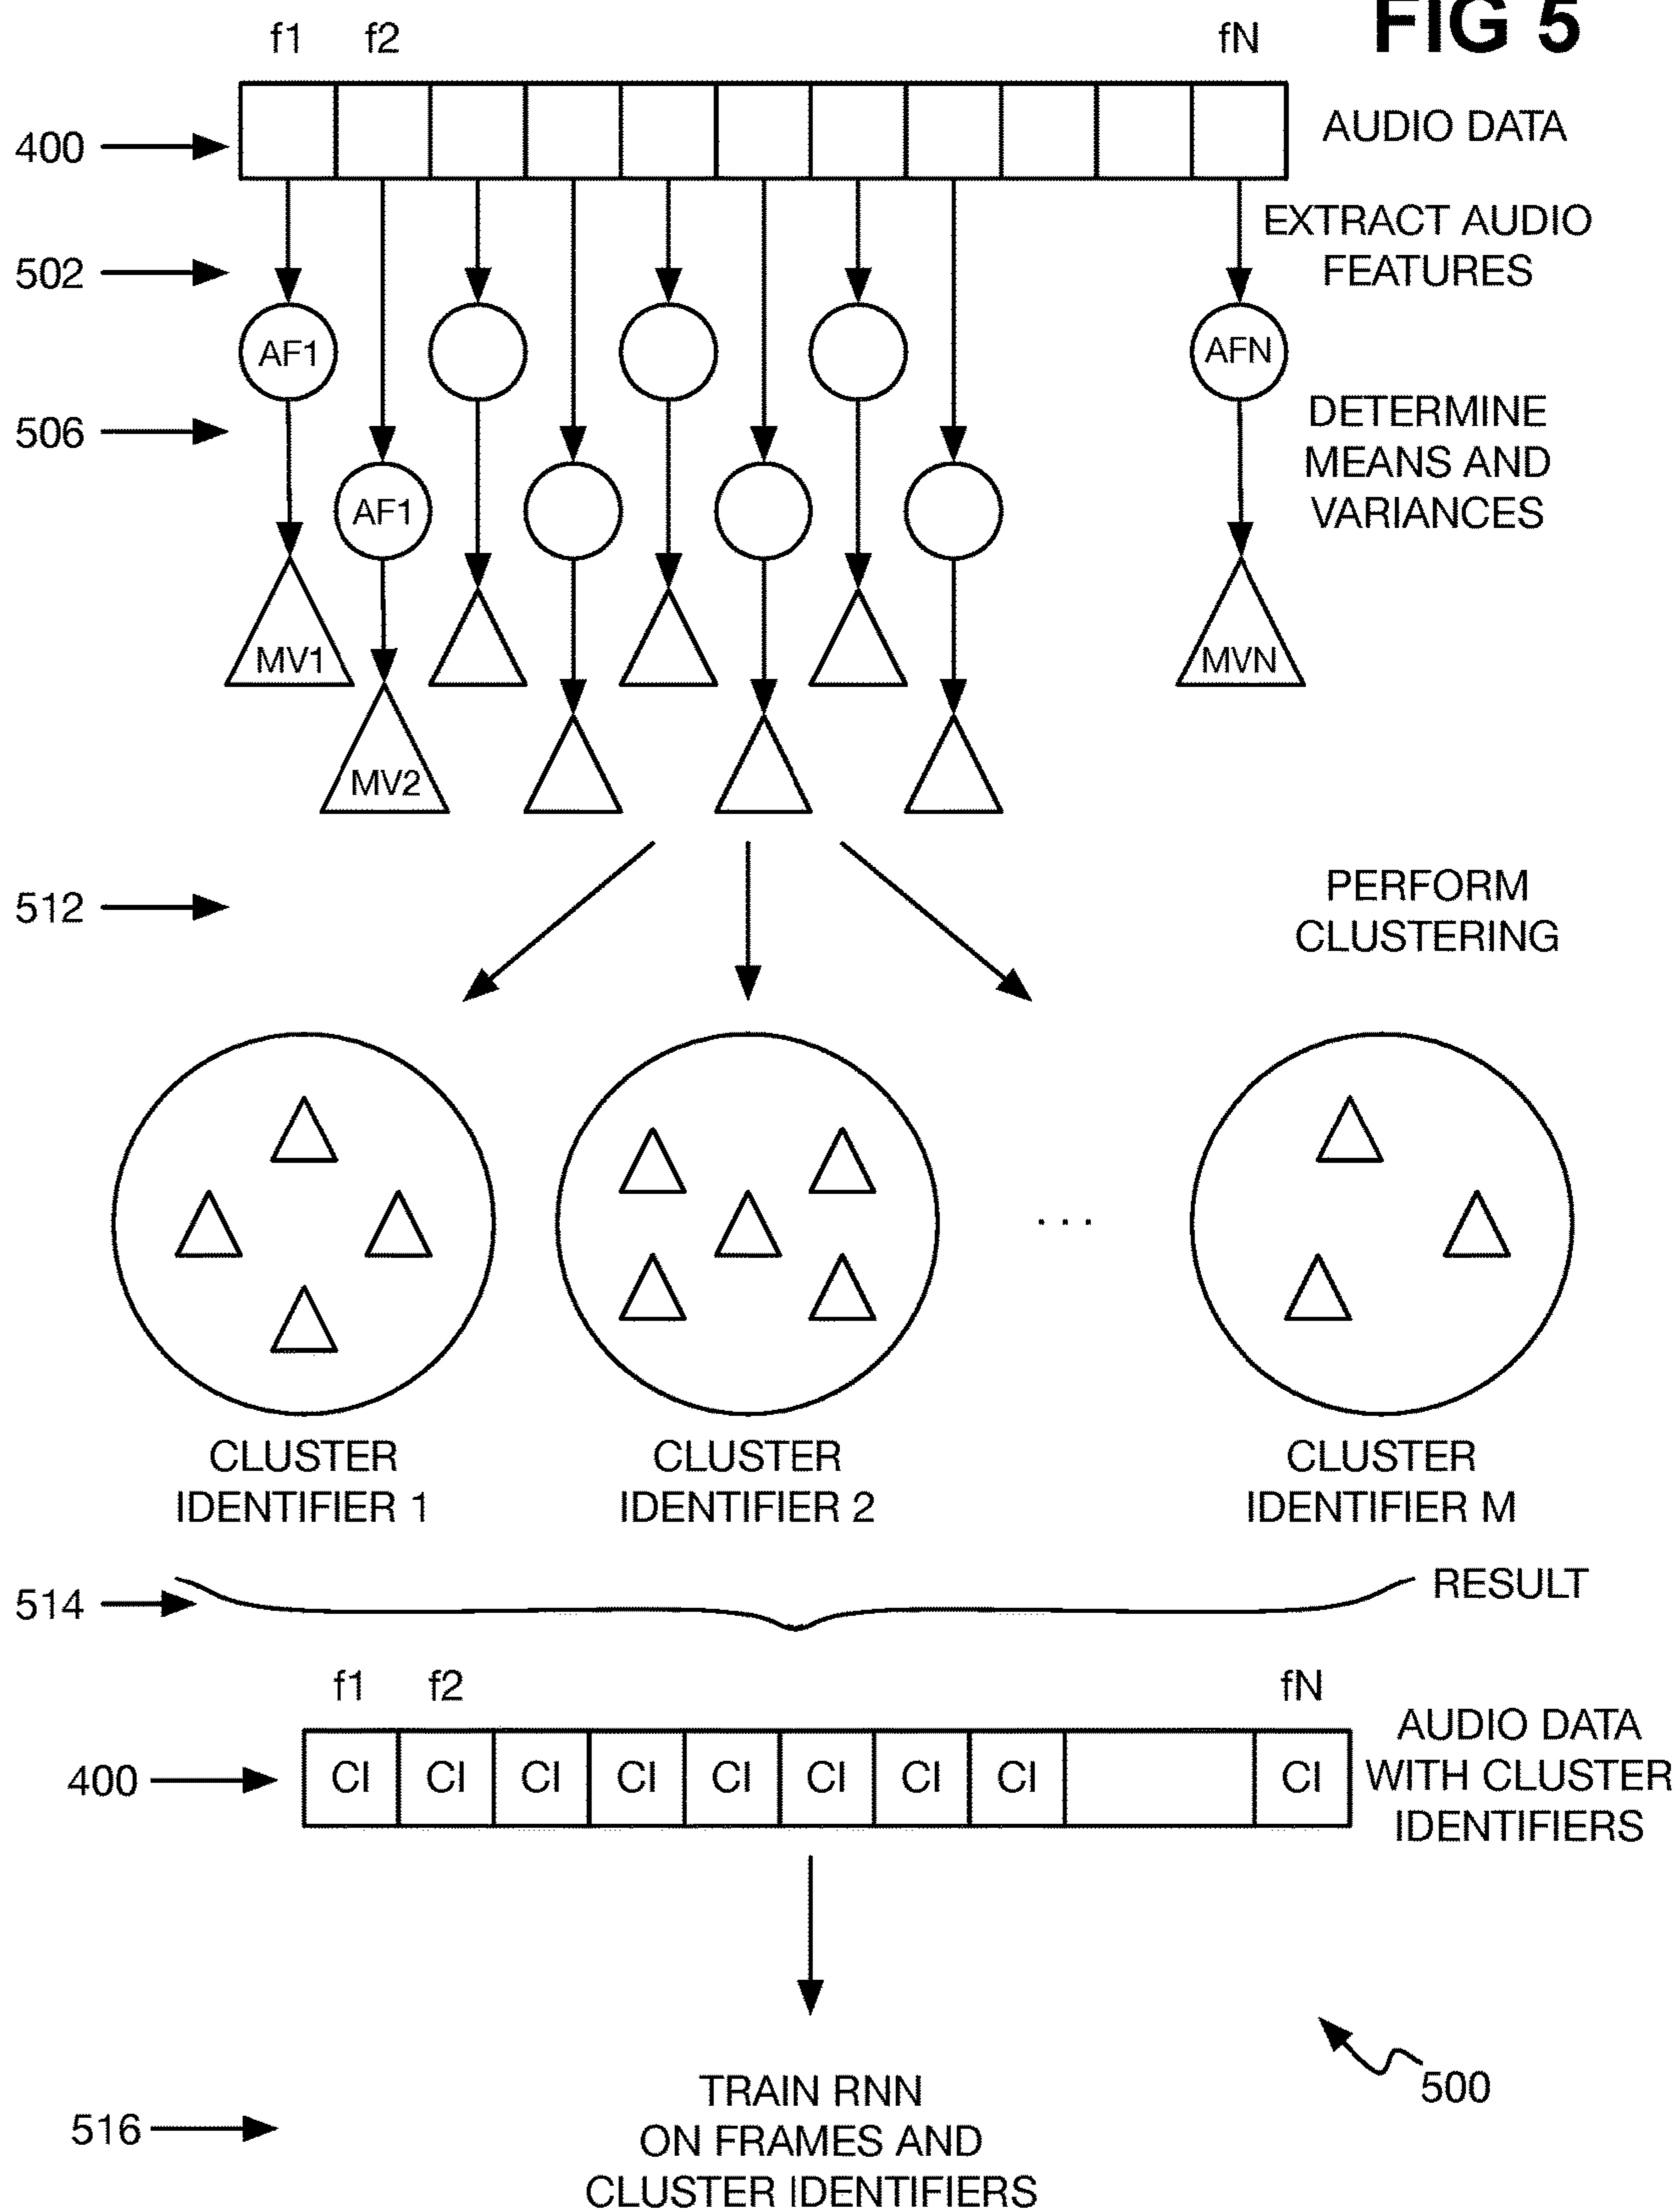 FIG 5
f1 f2 fN
400
AUDIO DATA
502
EXTRACT AUDIO
FEATURES
AF1
AFN
506
DETERMINE
MEANS AND
VARIANCES
AF1
MV1
MVN
MV2
512
PERFORM
CLUSTERING
...
CLUSTER
IDENTIFIER 1
CLUSTER
IDENTIFIER 2
CLUSTER
IDENTIFIER M
514
RESULT
f1 f2 fN
400
CI CI CI CI CI CI CI CI CI
AUDIO DATA
WITH CLUSTER
IDENTIFIERS
500
516
TRAIN RNN
ON FRAMES AND
CLUSTER IDENTIFIERS